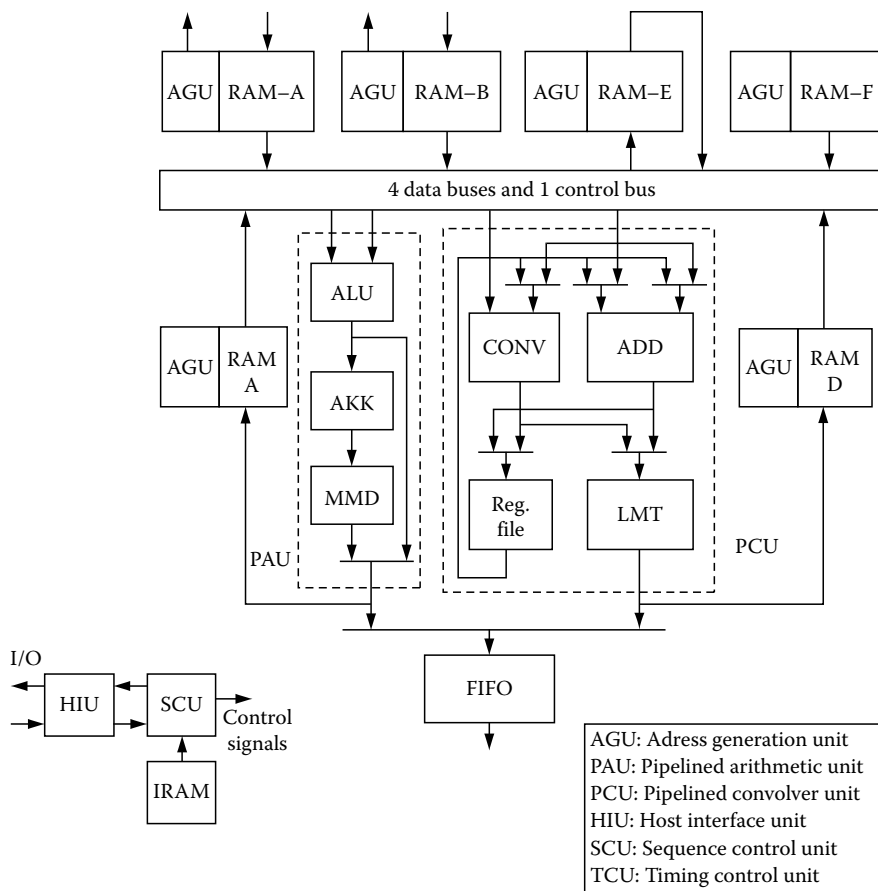 AGU RAM–A AGU RAM–B AGU RAM–E AGU RAM–F
4 data buses and 1 control bus
ALU
CONV ADD
AGU RAM
A
AGU RAM
D
AKK
MMD
Reg.
file
LMT
PAU
PCU
I/O
HIU SCU
Control
signals
FIFO
IRAM
AGU: Adress generation unit
PAU: Pipelined arithmetic unit
PCU: Pipelined convolver unit
HIU: Host interface unit
SCU: Sequence control unit
TCU: Timing control unit